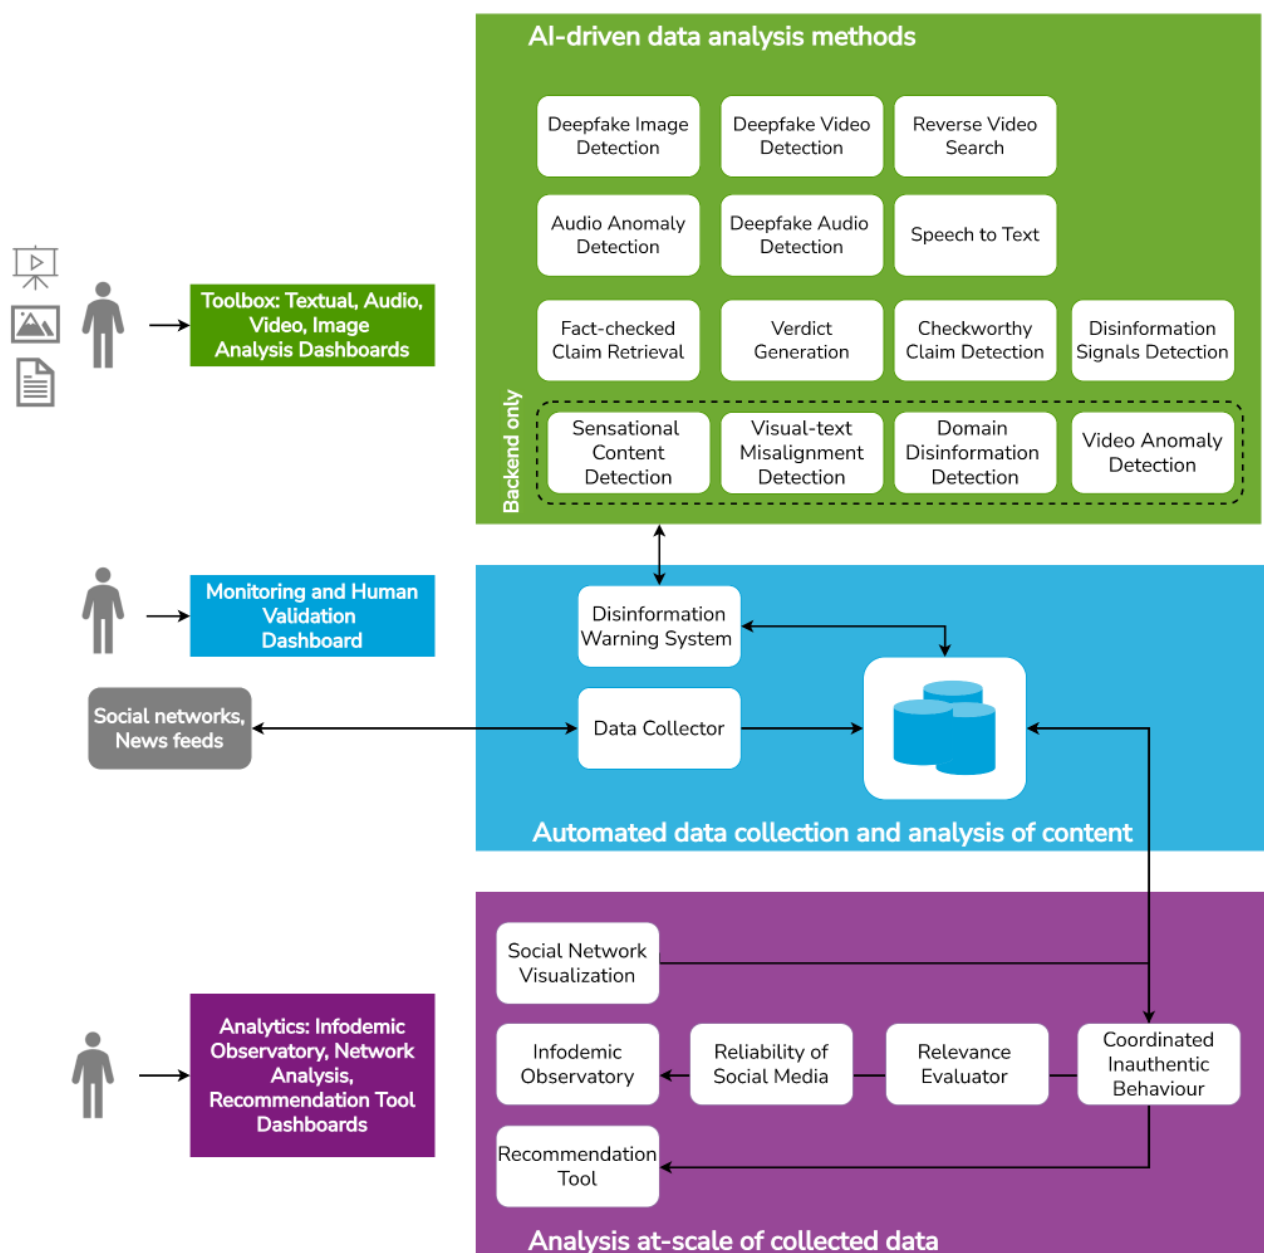 AI-driven data analysis methods
Deepfake Image
Detection
Deepfake Video
Detection
Reverse Video
Search
Audio Anomaly
Detection
Deepfake Audio
Detection
Speech to Text
Toolbox: Textual, Audio,
Video, Image
Analysis Dashboards
Fact-checked
Claim Retrieval
Verdict
Generation
Checkworthy
Claim Detection
Disinformation
Signals Detection
Backend only
Sensational
Content
Detection
Visual-text
Misalignment
Detection
Domain
Disinformation
Detection
Video Anomaly
Detection
Monitoring and Human
Validation
Dashboard
Disinformation
Warning System
Social networks,
News feeds
Data Collector
Automated data collection and analysis of content
Social Network
Visualization
Analytics: Infodemic
Observatory, Network
Analysis,
Recommendation Tool
Dashboards
Infodemic
Observatory
Reliability of
Social Media
Relevance
Evaluator
Coordinated
Inauthentic
Behaviour
Recommendation
Tool
Analysis at-scale of collected data